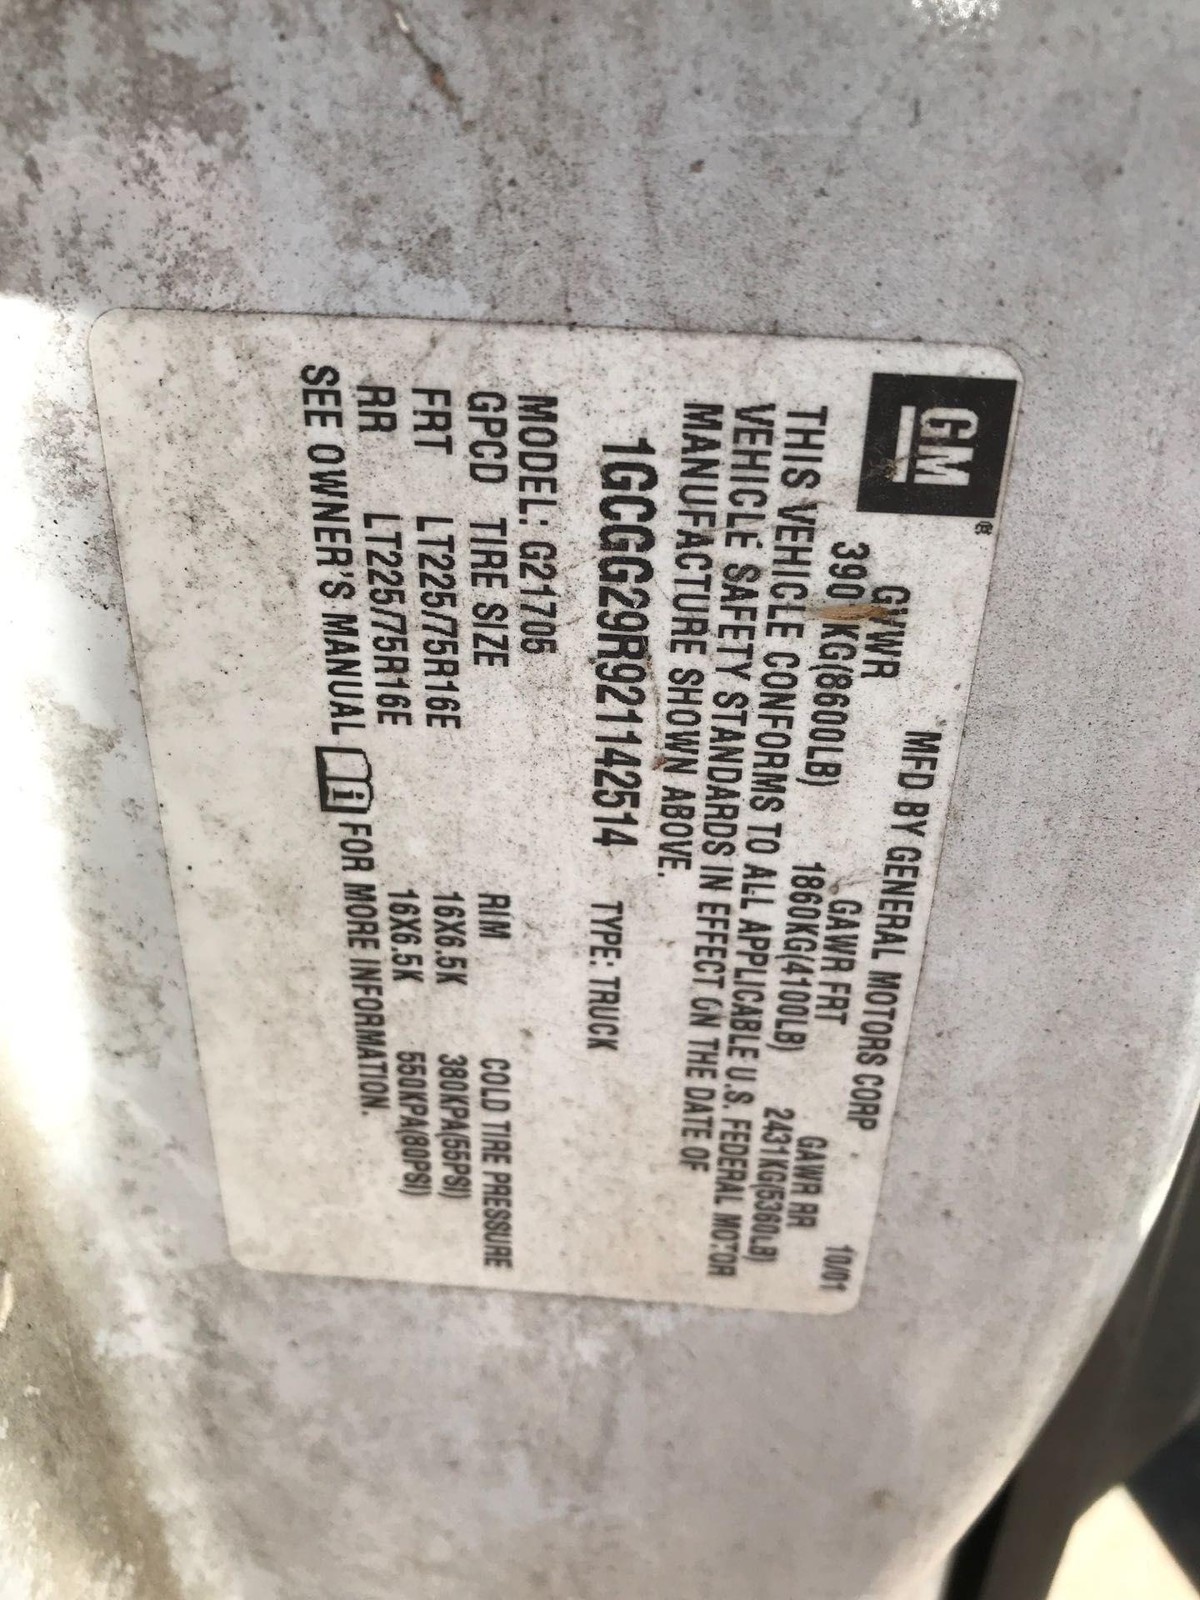 GM®
MFD BY GENERAL MOTORS CORP 10/01
GVWR GAWR FRT GAWR RR
KG(8600LB) 1860KG(4100LB) 2431KG(5360LB)
THIS VEHICLE CONFORMS TO ALL APPLICABLE U.S. FEDERAL MOTOR
VEHICLE SAFETY STANDARDS IN EFFECT ON THE DATE OF
MANUFACTURE SHOWN ABOVE.
1GCGG29R921142514 TYPE: TRUCK
MODEL: G21705
GPCD TIRE SIZE RIM COLD TIRE PRESSURE
FRT LT225/75R16E 16X6.5K 380KPA(55PSI)
RR LT225/75R16E 16X6.5K 550KPA(80PSI)
SEE OWNER'S MANUAL i FOR MORE INFORMATION.